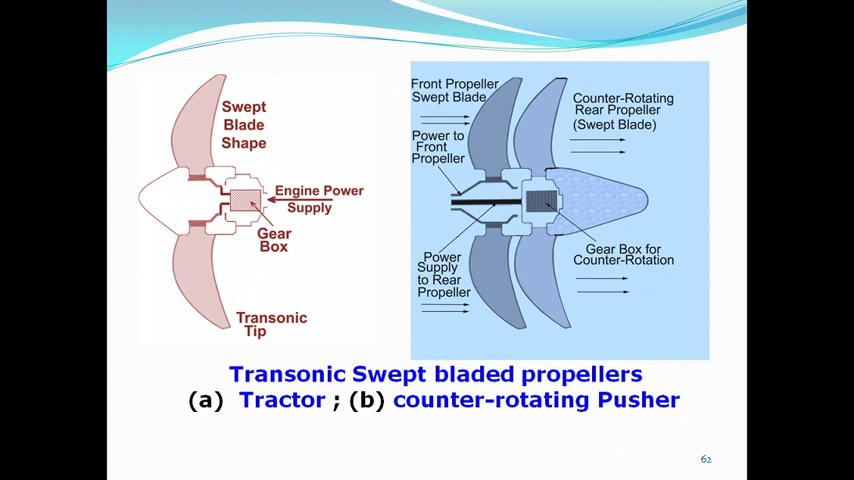 Swept
Blade
Shape
Engine Power
Supply
Gear
Box
Transonic
Tip
Front Propeller
Swept Blade
Power to
Front
Propeller
Counter-Rotating
Rear Propeller
(Swept Blade)
Power
Supply
to Rear
Propeller
Gear Box for
Counter-Rotation
Transonic Swept bladed propellers
(a) Tractor ; (b) counter-rotating Pusher
62